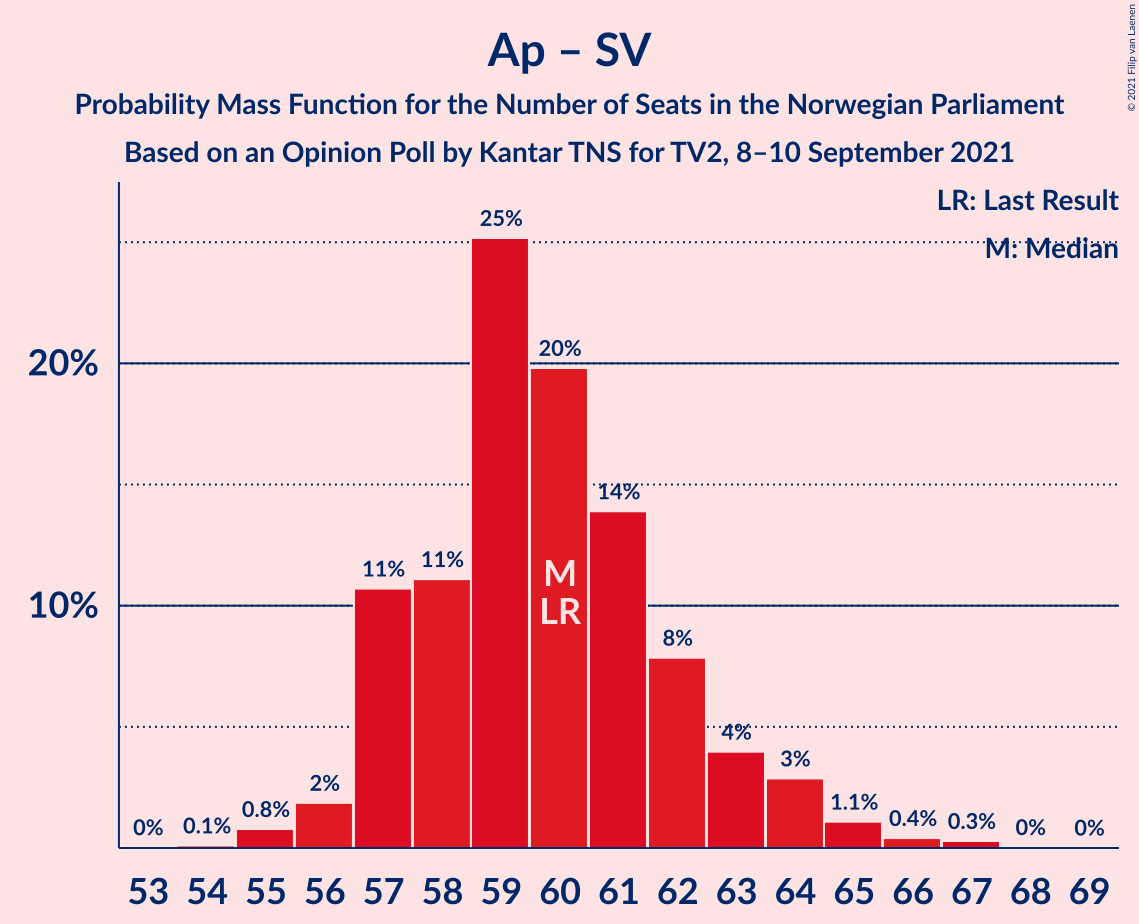 Ap – SV
Probability Mass Function for the Number of Seats in the Norwegian Parliament
Based on an Opinion Poll by Kantar TNS for TV2, 8–10 September 2021
© 2021 Filip van Laenen
LR: Last Result
M: Median
20%
10%
0%
0.1%
0.8%
2%
11%
11%
25%
20%
14%
8%
4%
3%
1.1%
0.4%
0.3%
0%
0%
M
LR
53 54 55 56 57 58 59 60 61 62 63 64 65 66 67 68 69